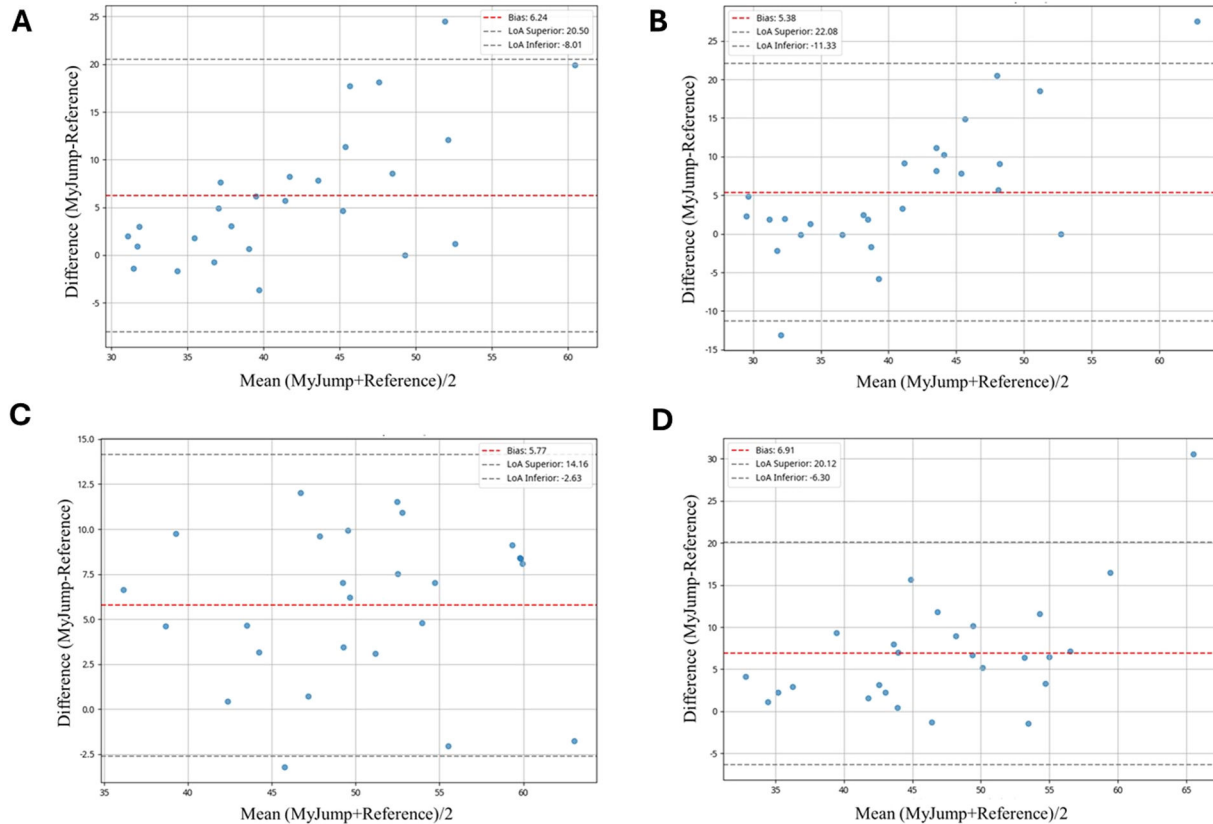 A
Bias: 6.24
LoA Superior: 20.50
LoA Inferior: -8.01
Difference (MyJump-Reference)
25
20
15
10
5
0
-5
30 35 40 45 50 55 60
Mean (MyJump+Reference)/2
B
Bias: 5.38
LoA Superior: 22.08
LoA Inferior: -11.33
Difference (MyJump-Reference)
25
20
15
10
5
0
-5
-10
-15
30 35 40 45 50 55 60
Mean (MyJump+Reference)/2
C
Bias: 5.77
LoA Superior: 14.16
LoA Inferior: -2.63
Difference (MyJump-Reference)
15.0
12.5
10.0
7.5
5.0
2.5
0.0
-2.5
35 40 45 50 55 60
Mean (MyJump+Reference)/2
D
Bias: 6.91
LoA Superior: 20.12
LoA Inferior: -6.30
Difference (MyJump-Reference)
30
25
20
15
10
5
0
-5
35 40 45 50 55 60 65
Mean (MyJump+Reference)/2